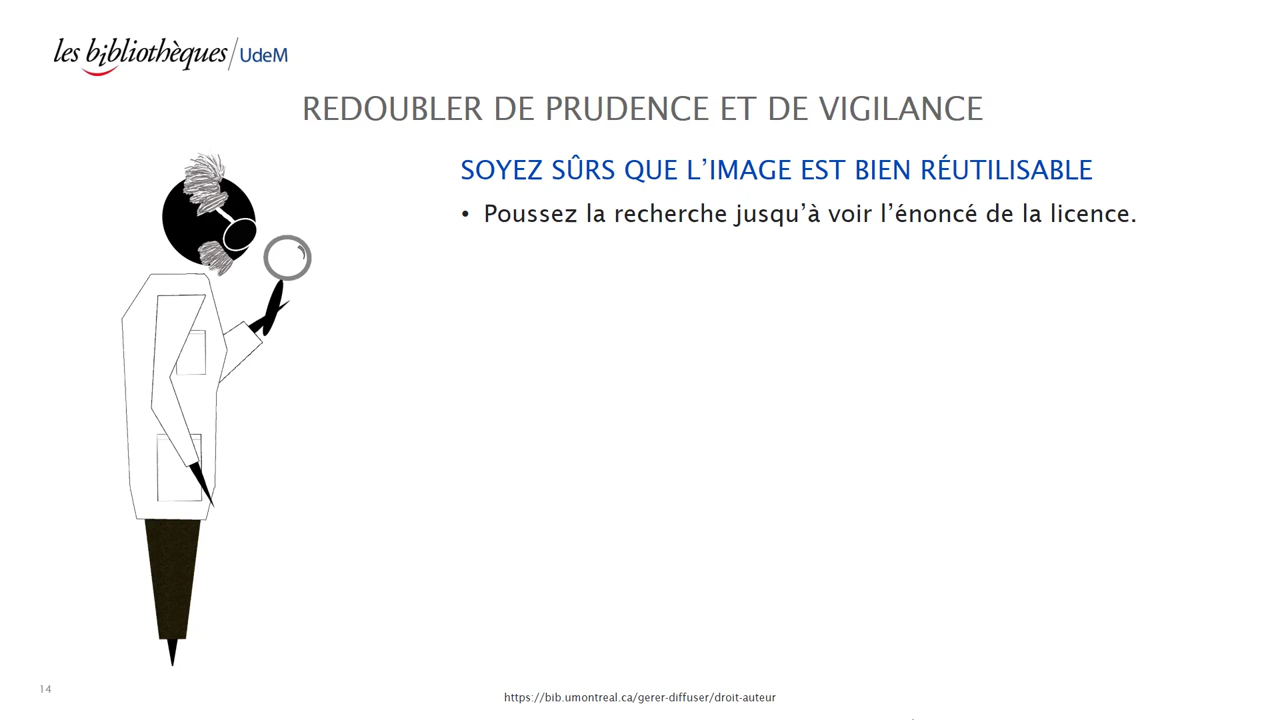 les bibliothèques/UdeM
REDOUBLER DE PRUDENCE ET DE VIGILANCE
SOYEZ SÛRS QUE L’IMAGE EST BIEN RÉUTILISABLE
• Poussez la recherche jusqu’à voir l’énoncé de la licence.
14
https://bib.umontreal.ca/gerer-diffuser/droit-auteur